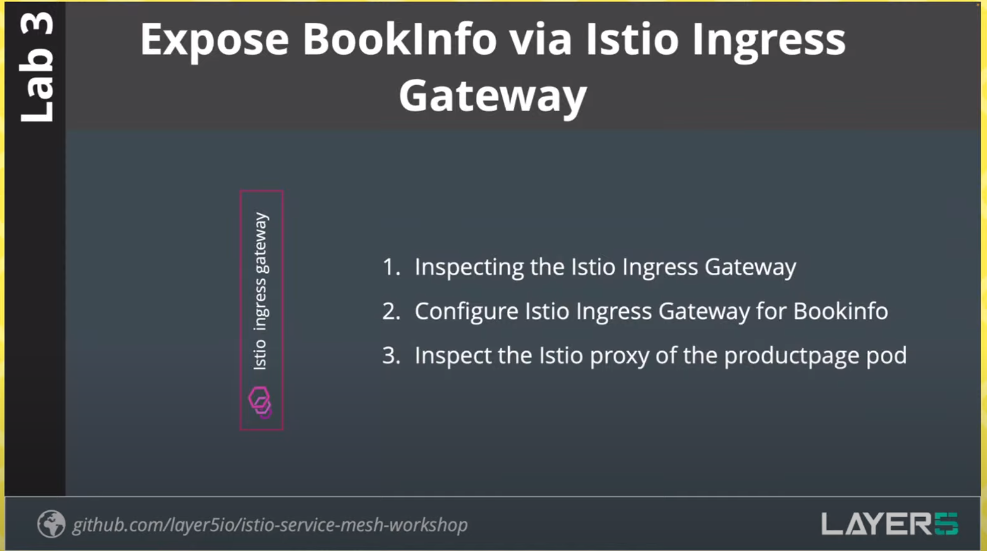 Lab 3
Expose BookInfo via Istio Ingress
Gateway
Istio ingress gateway
1. Inspecting the Istio Ingress Gateway
2. Configure Istio Ingress Gateway for Bookinfo
3. Inspect the Istio proxy of the productpage pod
github.com/layer5io/istio-service-mesh-workshop
LAYER5